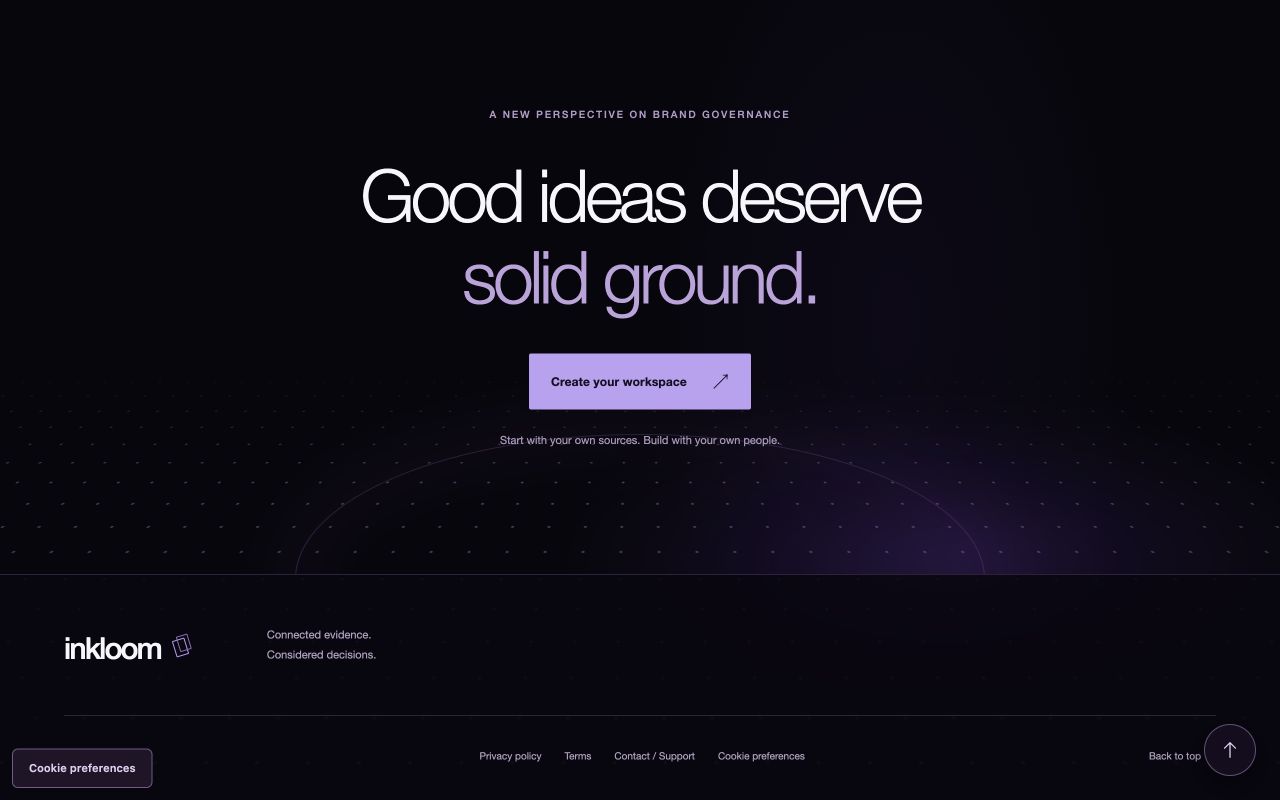 A NEW PERSPECTIVE ON BRAND GOVERNANCE
Good ideas deserve
solid ground.
Create your workspace
Start with your own sources. Build with your own people.
inkloom
Connected evidence.
Considered decisions.
Privacy policy
Terms
Contact / Support
Cookie preferences
Back to top
Cookie preferences